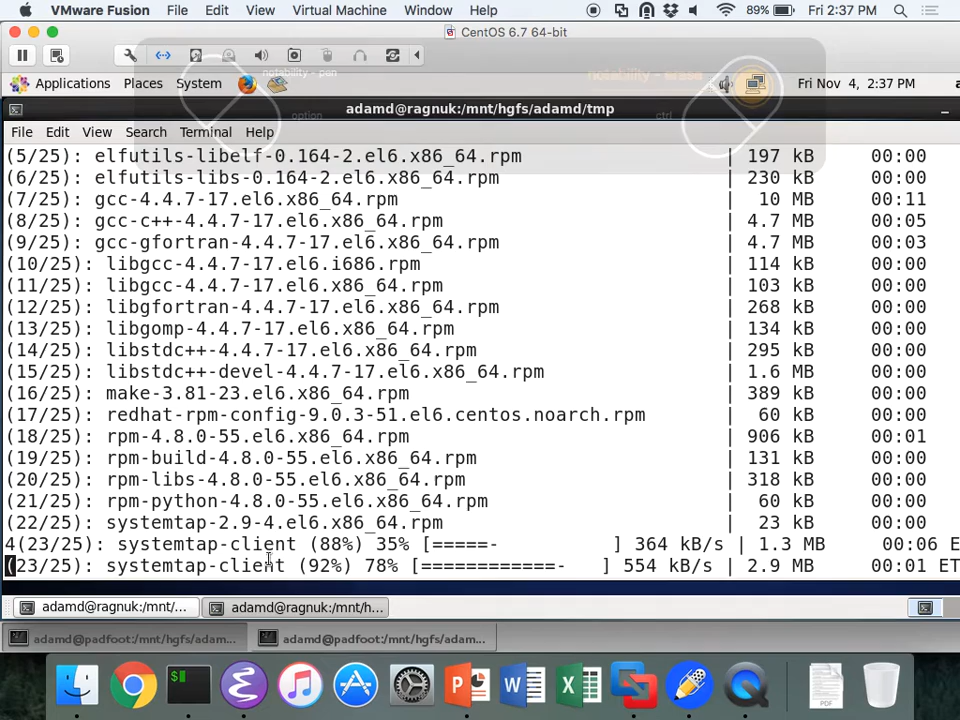 VMware Fusion File Edit View Virtual Machine Window Help 89% Fri 2:37 PM
CentOS 6.7 64-bit
notability - pen notability - erase
Applications Places System Fri Nov 4, 2:37 PM
option ctrl
adamd@ragnuk:/mnt/hgfs/adamd/tmp
File Edit View Search Terminal Help
(5/25): elfutils-libelf-0.164-2.el6.x86_64.rpm | 197 kB 00:00
(6/25): elfutils-libs-0.164-2.el6.x86_64.rpm | 230 kB 00:00
(7/25): gcc-4.4.7-17.el6.x86_64.rpm | 10 MB 00:11
(8/25): gcc-c++-4.4.7-17.el6.x86_64.rpm | 4.7 MB 00:05
(9/25): gcc-gfortran-4.4.7-17.el6.x86_64.rpm | 4.7 MB 00:03
(10/25): libgcc-4.4.7-17.el6.i686.rpm | 114 kB 00:00
(11/25): libgcc-4.4.7-17.el6.x86_64.rpm | 103 kB 00:00
(12/25): libgfortran-4.4.7-17.el6.x86_64.rpm | 268 kB 00:00
(13/25): libgomp-4.4.7-17.el6.x86_64.rpm | 134 kB 00:00
(14/25): libstdc++-4.4.7-17.el6.x86_64.rpm | 295 kB 00:00
(15/25): libstdc++-devel-4.4.7-17.el6.x86_64.rpm | 1.6 MB 00:00
(16/25): make-3.81-23.el6.x86_64.rpm | 389 kB 00:00
(17/25): redhat-rpm-config-9.0.3-51.el6.centos.noarch.rpm | 60 kB 00:00
(18/25): rpm-4.8.0-55.el6.x86_64.rpm | 906 kB 00:01
(19/25): rpm-build-4.8.0-55.el6.x86_64.rpm | 131 kB 00:00
(20/25): rpm-libs-4.8.0-55.el6.x86_64.rpm | 318 kB 00:00
(21/25): rpm-python-4.8.0-55.el6.x86_64.rpm | 60 kB 00:00
(22/25): systemtap-2.9-4.el6.x86_64.rpm | 23 kB 00:00
4(23/25): systemtap-client (88%) 35% [=====- ] 364 kB/s | 1.3 MB 00:06 E
(23/25): systemtap-client (92%) 78% [============- ] 554 kB/s | 2.9 MB 00:01 ET
adamd@ragnuk:/mnt/... adamd@ragnuk:/mnt/h...
adamd@padfoot:/mnt/hgfs/adam... adamd@padfoot:/mnt/hgfs/adam...